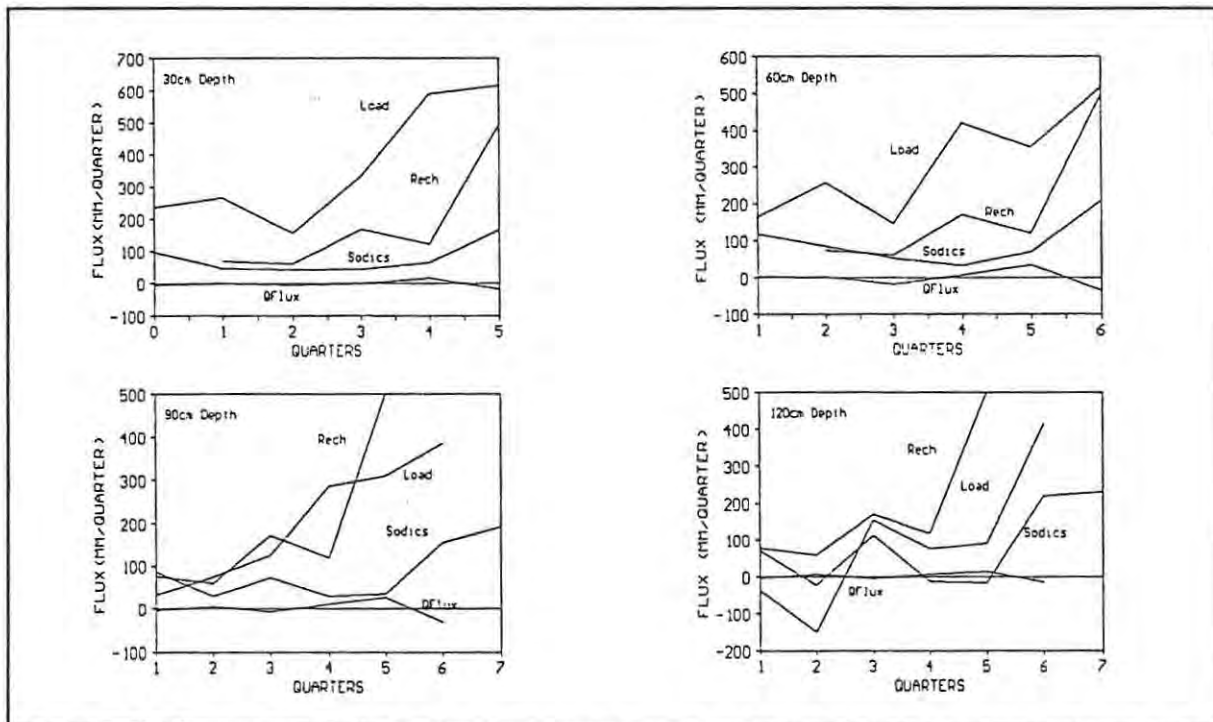 30cm Depth
FLUX (MM/QUARTER)
700
600
500
400
300
200
100
0
-100
Load
Rech
Sodics
QFlux
0 1 2 3 4 5
QUARTERS
60cm Depth
FLUX (MM/QUARTER)
600
500
400
300
200
100
0
-100
Load
Rech
Sodics
QFlux
1 2 3 4 5 6
QUARTERS
90cm Depth
FLUX (MM/QUARTER)
500
400
300
200
100
0
-100
Rech
Load
Sodics
QFlux
1 2 3 4 5 6 7
QUARTERS
120cm Depth
FLUX (MM/QUARTER)
500
400
300
200
100
0
-100
-200
Rech
Load
Sodics
QFlux
1 2 3 4 5 6 7
QUARTERS